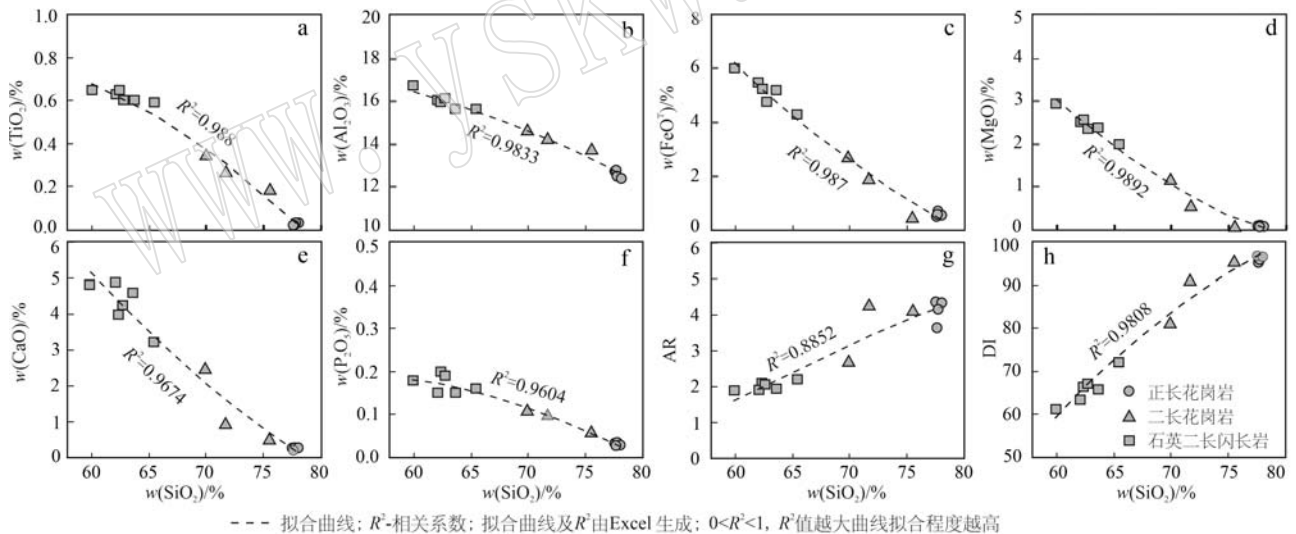 a
w(TiO₂)/%
1.0
0.8
0.6
0.4
0.2
0.0
R²=0.988
b
w(Al₂O₃)/%
20
18
16
14
12
10
R²=0.9833
c
w(FeOᵀ)/%
8
6
4
2
0
R²=0.987
d
w(MgO)/%
5
4
3
2
1
0
R²=0.9892
e
w(CaO)/%
6
5
4
3
2
1
0
R²=0.9674
60 65 70 75 80
w(SiO₂)/%
f
w(P₂O₅)/%
0.5
0.4
0.3
0.2
0.1
0.0
R²=0.9604
60 65 70 75 80
w(SiO₂)/%
g
AR
6
5
4
3
2
1
0
R²=0.8852
60 65 70 75 80
w(SiO₂)/%
h
DI
100
90
80
70
60
50
R²=0.9808
正长花岗岩
二长花岗岩
石英二长闪长岩
60 65 70 75 80
w(SiO₂)/%
--- 拟合曲线; R²-相关系数; 拟合曲线及R²由Excel 生成; 0<R²<1, R²值越大曲线拟合程度越高